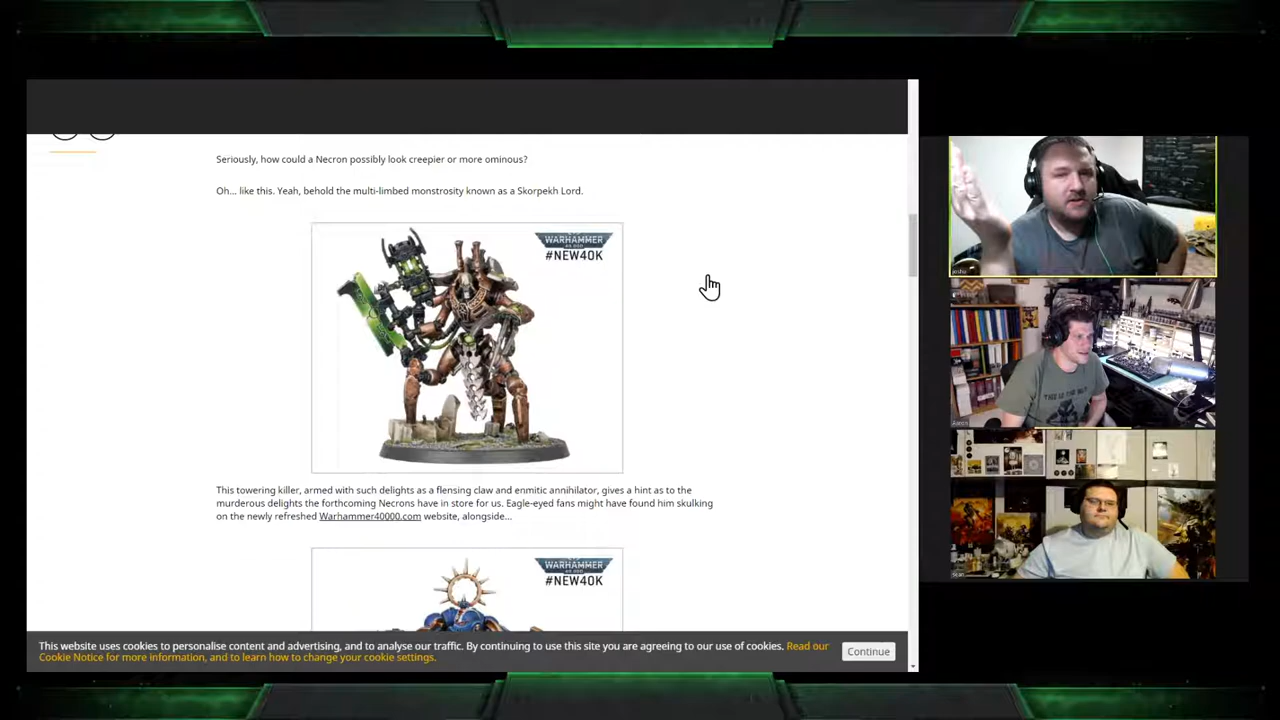 Seriously, how could a Necron possibly look creepier or more ominous?
Oh... like this. Yeah, behold the multi-limbed monstrosity known as a Skorpekh Lord.
WARHAMMER
40,000
#NEW40K
This towering killer, armed with such delights as a flensing claw and enmitic annihilator, gives a hint as to the
murderous delights the forthcoming Necrons have in store for us. Eagle-eyed fans might have found him skulking
on the newly refreshed Warhammer40000.com website, alongside...
WARHAMMER
40,000
#NEW40K
This website uses cookies to personalise content and advertising, and to analyse our traffic. By continuing to use this site you are agreeing to our use of cookies. Read our
Cookie Notice for more information, and to learn how to change your cookie settings.
Continue
Aaron
Sean